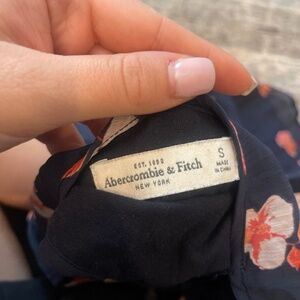 EST. 1892
Abercrombie & Fitch
NEW YORK
S
MADE
IN CHINA